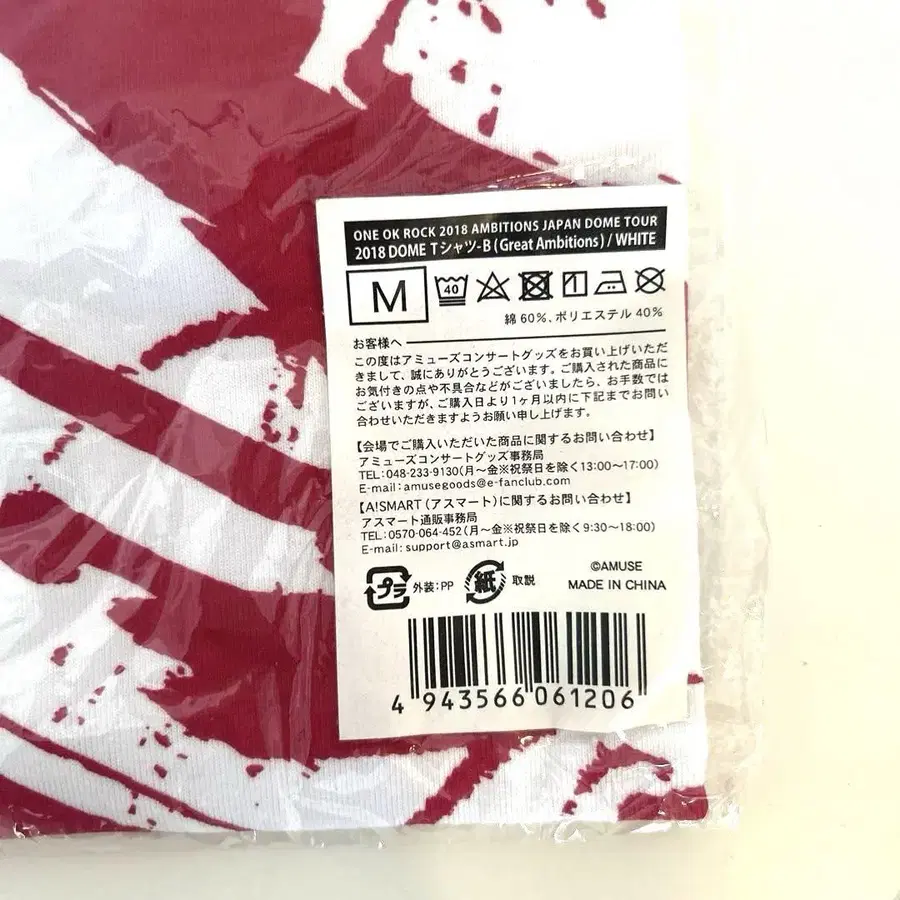 ONE OK ROCK 2018 AMBITIONS JAPAN DOME TOUR
2018 DOME Tシャツ-B (Great Ambitions) / WHITE
M
40
綿 60%、ポリエステル 40%
お客様へ
この度はアミューズコンサートグッズをお買い上げいただ
きまして、誠にありがとうございます。ご購入された商品に
お気付きの点や不具合などがございましたら、お手数では
ございますが、ご購入日より1ヶ月以内に下記までお問い
合わせいただきますようお願い申し上げます。
【会場でご購入いただいた商品に関するお問い合わせ】
アミューズコンサートグッズ事務局
TEL:048-233-9130(月〜金※祝祭日を除く13:00〜17:00)
E-mail:amusegoods@e-fanclub.com
【A!SMART(アスマート)に関するお問い合わせ】
アスマート通販事務局
TEL:0570-064-452(月〜金※祝祭日を除く9:30〜18:00)
E-mail:support@asmart.jp
プラ 外装:PP 紙 取説
©AMUSE
MADE IN CHINA
4 943566 061206